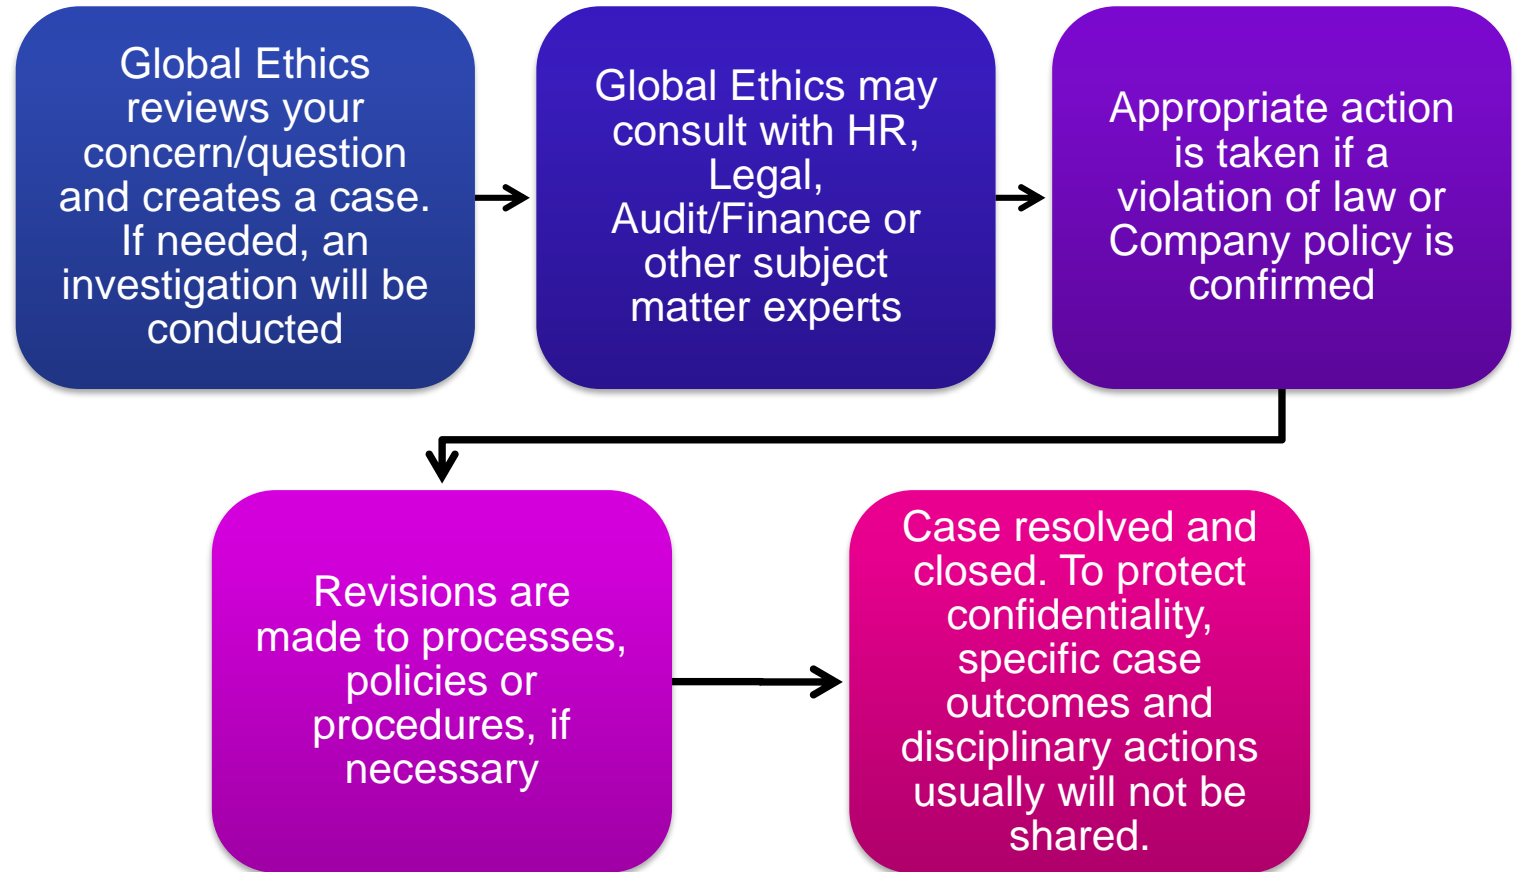 Global Ethics
reviews your
concern/question
and creates a case.
If needed, an
investigation will be
conducted
Global Ethics may
consult with HR,
Legal,
Audit/Finance or
other subject
matter experts
Appropriate action
is taken if a
violation of law or
Company policy is
confirmed
Revisions are
made to processes,
policies or
procedures, if
necessary
Case resolved and
closed. To protect
confidentiality,
specific case
outcomes and
disciplinary actions
usually will not be
shared.